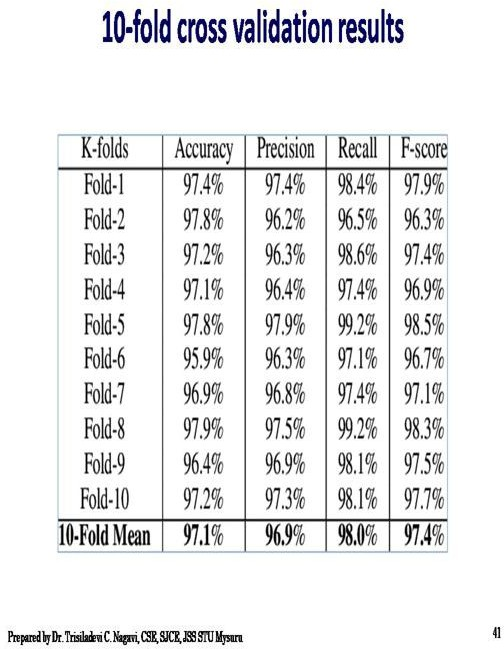 10-fold cross validation results
K-folds Accuracy Precision Recall F-score
Fold-1 97.4% 97.4% 98.4% 97.9%
Fold-2 97.8% 96.2% 96.5% 96.3%
Fold-3 97.2% 96.3% 98.6% 97.4%
Fold-4 97.1% 96.4% 97.4% 96.9%
Fold-5 97.8% 97.9% 99.2% 98.5%
Fold-6 95.9% 96.3% 97.1% 96.7%
Fold-7 96.9% 96.8% 97.4% 97.1%
Fold-8 97.9% 97.5% 99.2% 98.3%
Fold-9 96.4% 96.9% 98.1% 97.5%
Fold-10 97.2% 97.3% 98.1% 97.7%
10-Fold Mean 97.1% 96.9% 98.0% 97.4%
Prepared by Dr. Trisiladevi C. Nagavi, CSE, SJCE, JSS STU Mysuru
41